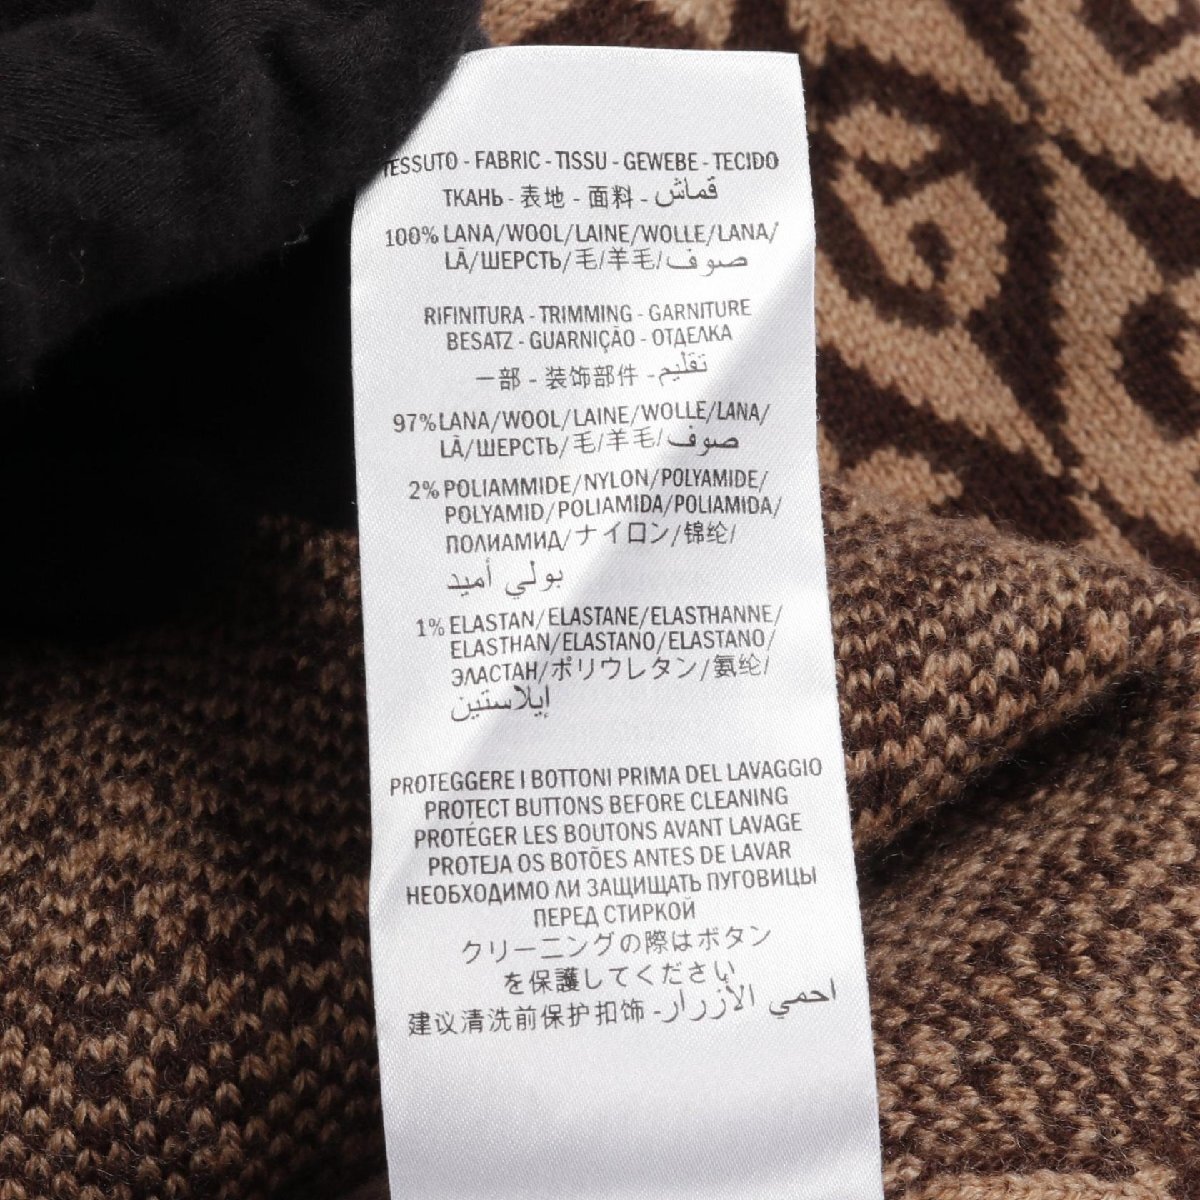 TESSUTO - FABRIC - TISSU - GEWEBE - TECIDO
ТКАНЬ - 表地 - 面料 - قماش
100% LANA/WOOL/LAINE/WOLLE/LANA/
LÃ/ШЕРСТЬ/毛/羊毛/صوف
RIFINITURA - TRIMMING - GARNITURE
BESATZ - GUARNIÇÃO - ОТДЕЛКА
一部 - 装饰部件 - تقليم
97% LANA/WOOL/LAINE/WOLLE/LANA/
LÃ/ШЕРСТЬ/毛/羊毛/صوف
2% POLIAMMIDE/NYLON/POLYAMIDE/
POLYAMID/POLIAMIDA/POLIAMIDA/
ПОЛИАМИД/ナイロン/锦纶/
بولي أميد
1% ELASTAN/ELASTANE/ELASTHANNE/
ELASTHAN/ELASTANO/ELASTANO/
ЭЛАСТАН/ポリウレタン/氨纶/
إيلاستين
PROTEGGERE I BOTTONI PRIMA DEL LAVAGGIO
PROTECT BUTTONS BEFORE CLEANING
PROTÉGER LES BOUTONS AVANT LAVAGE
PROTEJA OS BOTÕES ANTES DE LAVAR
НЕОБХОДИМО ЛИ ЗАЩИЩАТЬ ПУГОВИЦЫ
ПЕРЕД СТИРКОЙ
クリーニングの際はボタン
を保護してください
建议清洗前保护扣饰 - احمي الأزرار